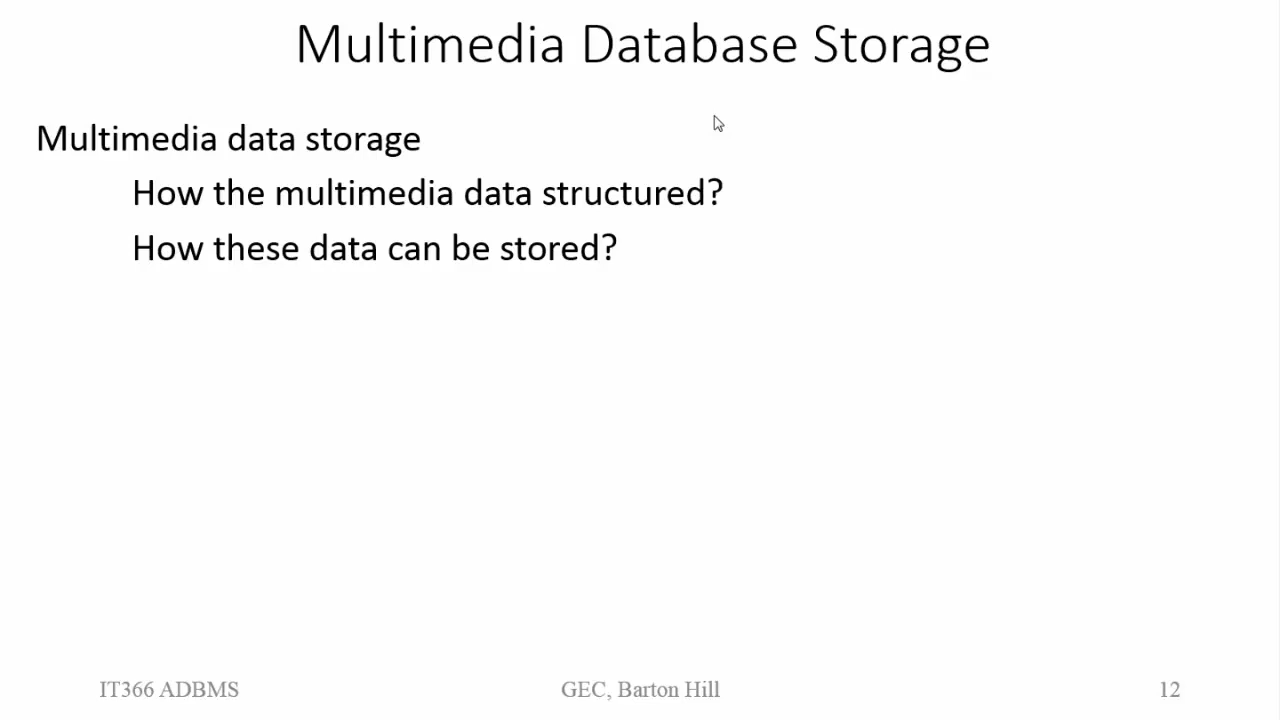 Multimedia Database Storage
Multimedia data storage
How the multimedia data structured?
How these data can be stored?
IT366 ADBMS
GEC, Barton Hill
12